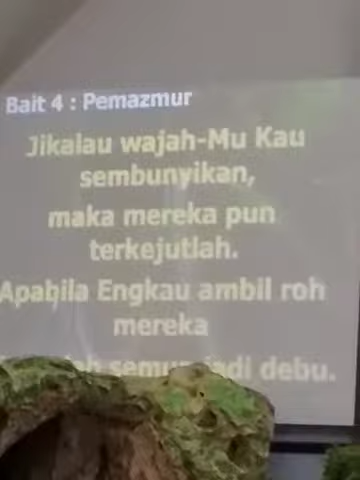 Bait 4 : Pemazmur
Jikalau wajah-Mu Kau
sembunyikan,
maka mereka pun
terkejutlah.
Apabila Engkau ambil roh
mereka
debu.